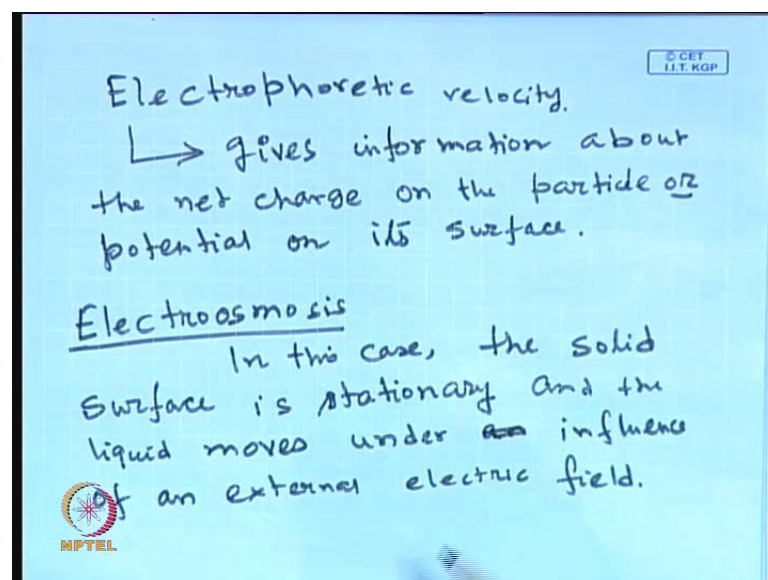 © CET
I.I.T. KGP
Electrophoretic velocity.
↳ gives information about
the net charge on the particle or
potential on its surface.
Electroosmosis
In this case, the solid
surface is stationary and the
liquid moves under influence
of an external electric field.
NPTEL